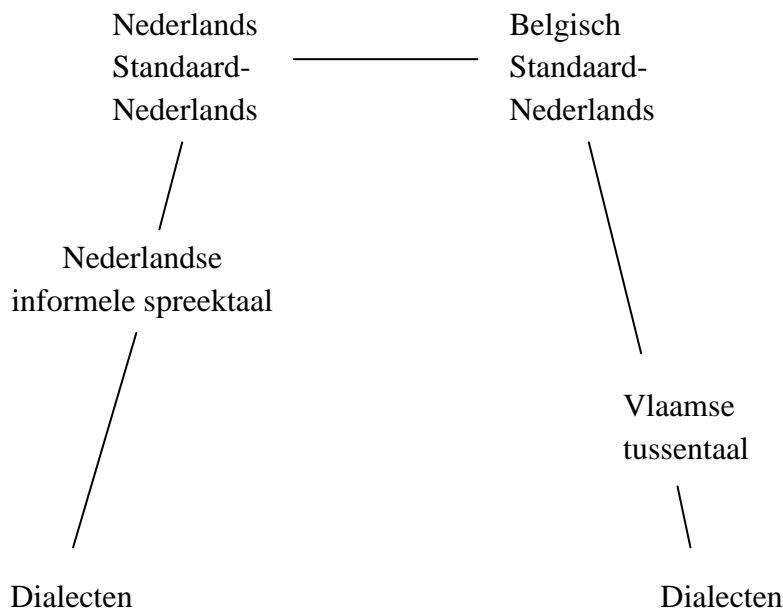 Nederlands
Standaard-
Nederlands
Belgisch
Standaard-
Nederlands
Nederlandse
informele spreektaal
Vlaamse
tussentaal
Dialecten
Dialecten